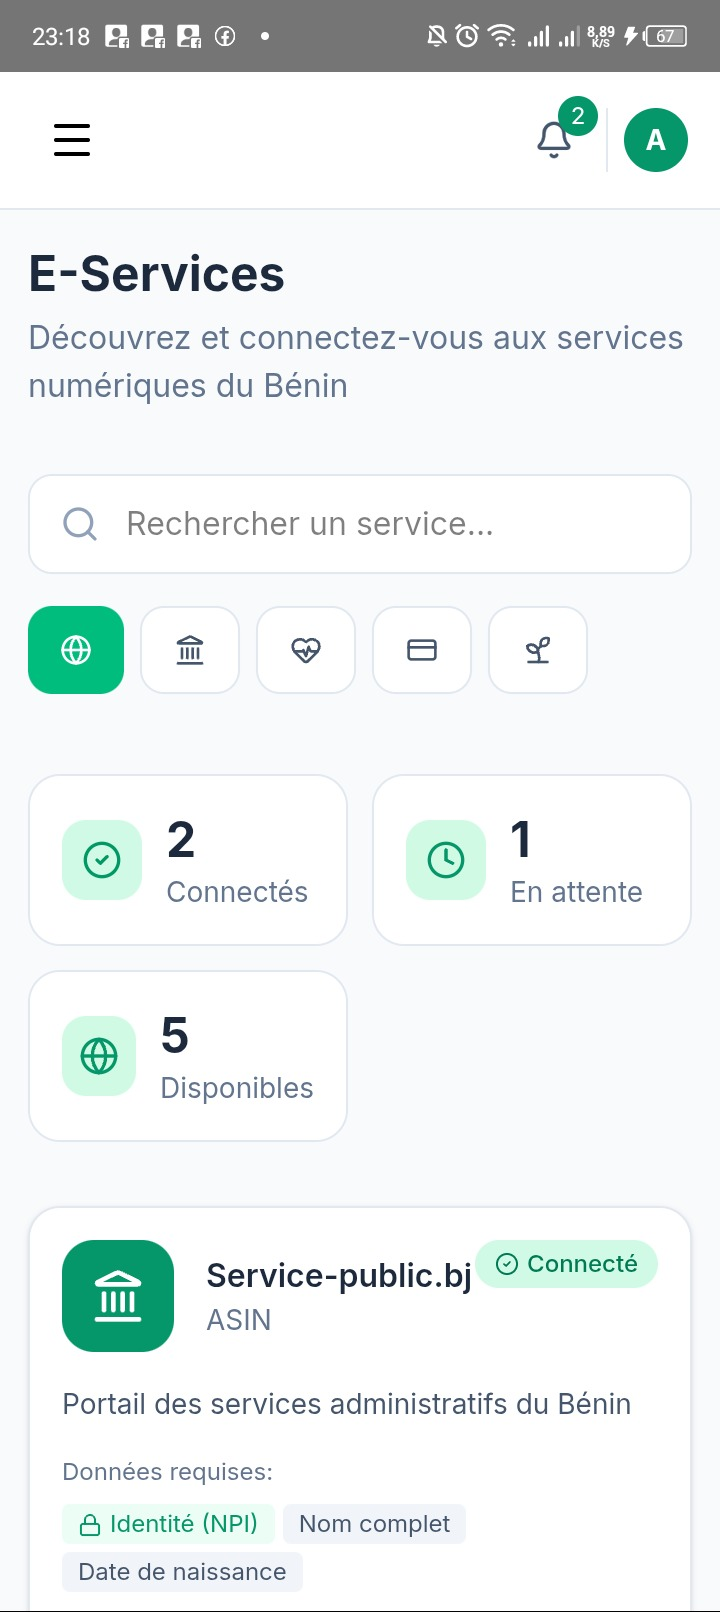 23:18
8,89
K/S
67
2
A
E-Services
Découvrez et connectez-vous aux services
numériques du Bénin
Rechercher un service...
2
Connectés
1
En attente
5
Disponibles
Service-public.bj
Connecté
ASIN
Portail des services administratifs du Bénin
Données requises:
Identité (NPI)
Nom complet
Date de naissance